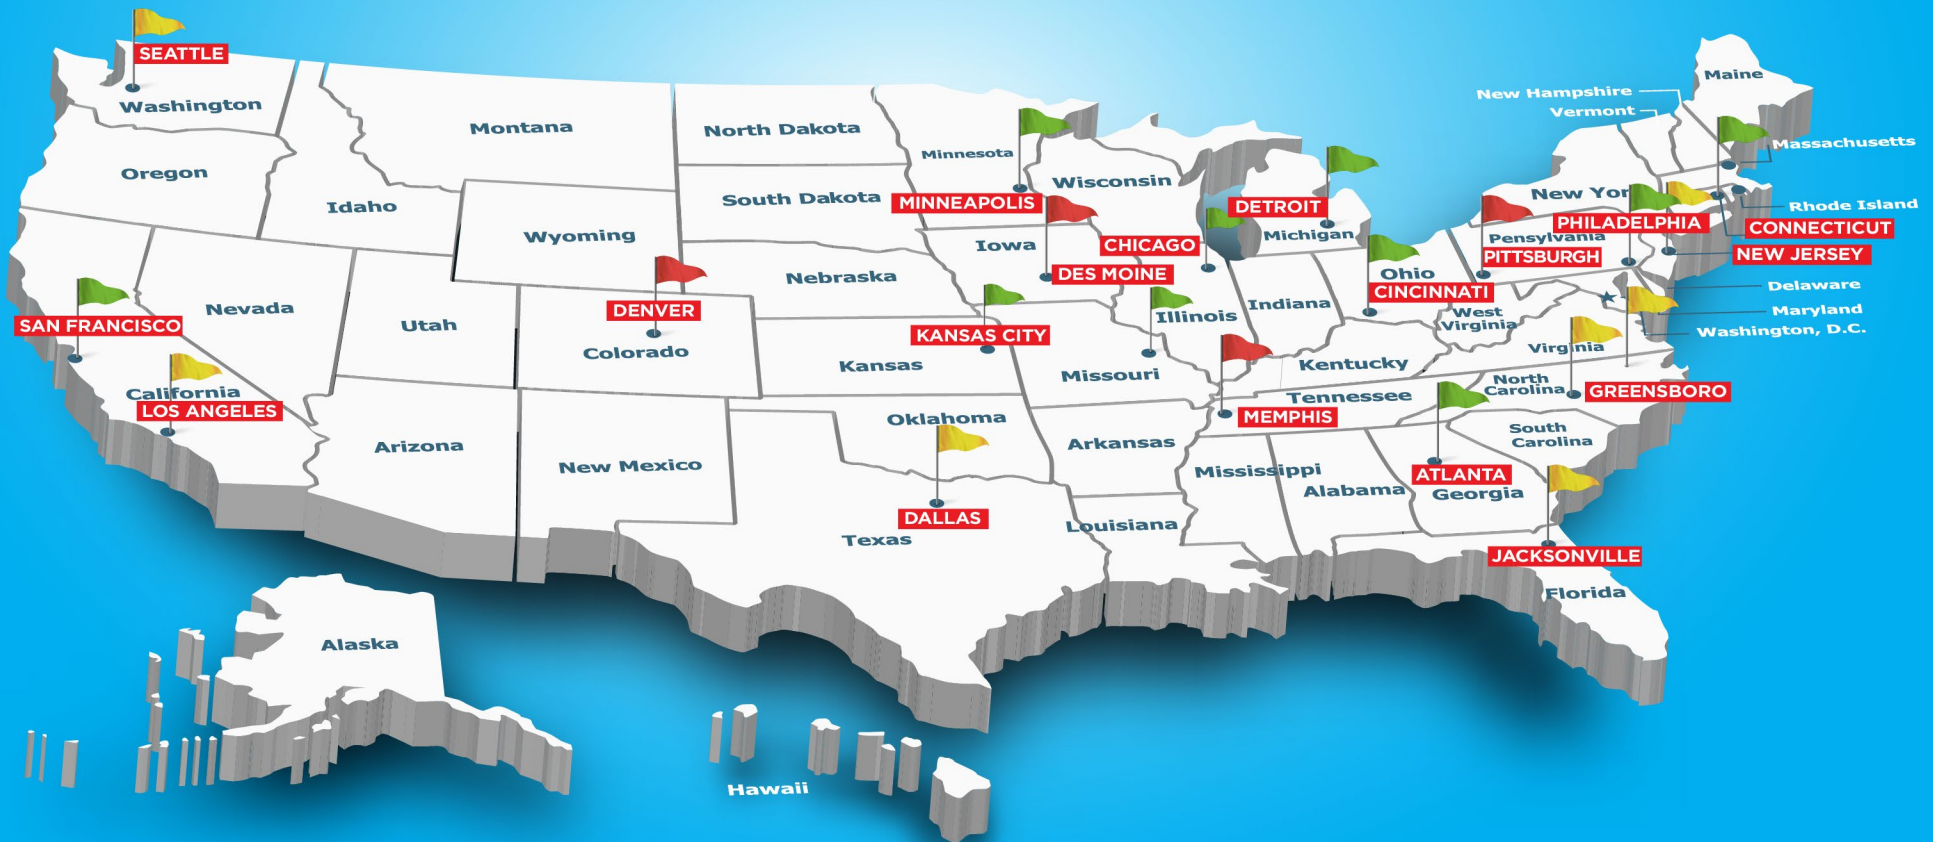 SEATTLE
Washington
Oregon
Idaho
Montana
North Dakota
South Dakota
Minnesota
MINNEAPOLIS
Wisconsin
DETROIT
Michigan
New Hampshire
Vermont
Maine
Massachusetts
New Yor
Rhode Island
PHILADELPHIA
CONNECTICUT
Pensylvania
PITTSBURGH
NEW JERSEY
Wyoming
Nebraska
Iowa
DES MOINE
CHICAGO
Ohio
CINCINNATI
Delaware
Maryland
Washington, D.C.
Nevada
SAN FRANCISCO
California
LOS ANGELES
Utah
DENVER
Colorado
KANSAS CITY
Kansas
Missouri
Illinois
Indiana
West
Virginia
Virginia
Kentucky
Tennessee
MEMPHIS
North
Carolina
GREENSBORO
South
Carolina
Arizona
New Mexico
Oklahoma
Arkansas
DALLAS
Texas
Louisiana
Mississippi
Alabama
ATLANTA
Georgia
JACKSONVILLE
Florida
Alaska
Hawaii